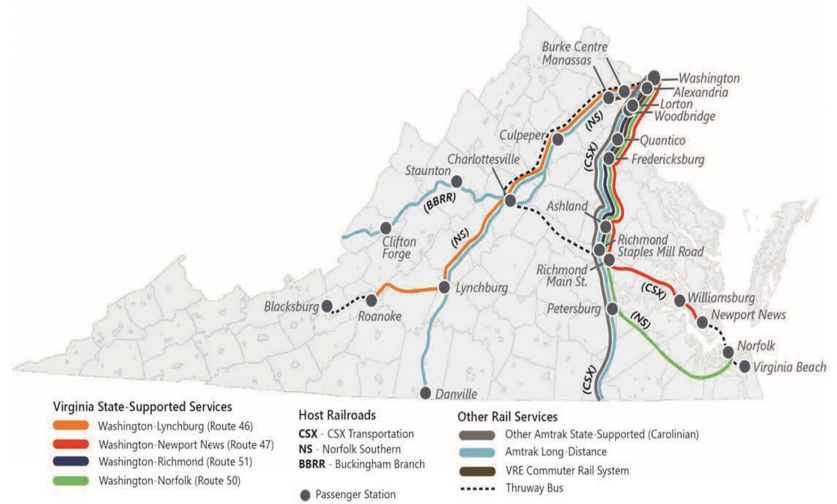 Burke Centre
Manassas
Washington
Alexandria
Lorton
Woodbridge
(NS)
Culpeper
Quantico
(CSX)
Charlottesville
Fredericksburg
Staunton
(BBRR)
Ashland
Clifton
Forge
(NS)
Richmond
Staples Mill Road
Richmond
Main St.
Lynchburg
(CSX)
Williamsburg
Blacksburg
Roanoke
Petersburg
Newport News
(NS)
Norfolk
Virginia Beach
(CSX)
Danville
Virginia State-Supported Services
Washington-Lynchburg (Route 46)
Washington-Newport News (Route 47)
Washington-Richmond (Route 51)
Washington-Norfolk (Route 50)
Host Railroads
CSX - CSX Transportation
NS - Norfolk Southern
BBRR - Buckingham Branch
Passenger Station
Other Rail Services
Other Amtrak State-Supported (Carolinian)
Amtrak Long-Distance
VRE Commuter Rail System
Thruway Bus